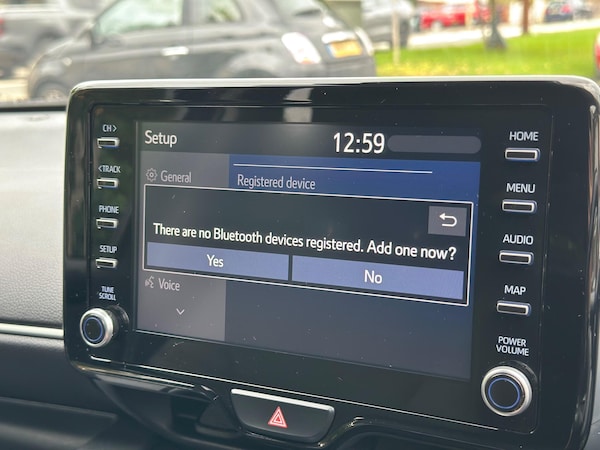 Setup
12:59
General
Registered device
There are no Bluetooth devices registered. Add one now?
Yes
No
Voice
CH>
<TRACK
PHONE
SETUP
TUNE
SCROLL
HOME
MENU
AUDIO
MAP
POWER
VOLUME